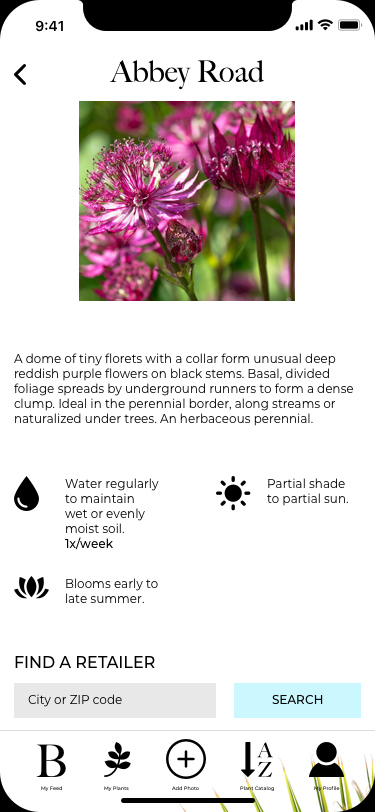 9:41
Abbey Road
A dome of tiny florets with a collar form unusual deep
reddish purple flowers on black stems. Basal, divided
foliage spreads by underground runners to form a dense
clump. Ideal in the perennial border, along streams or
naturalized under trees. An herbaceous perennial.
Water regularly
to maintain
wet or evenly
moist soil.
1x/week
Partial shade
to partial sun.
Blooms early to
late summer.
FIND A RETAILER
City or ZIP code
SEARCH
B
A
Z
My Feed
My Plants
Add Photo
Plant Catalog
My Profile